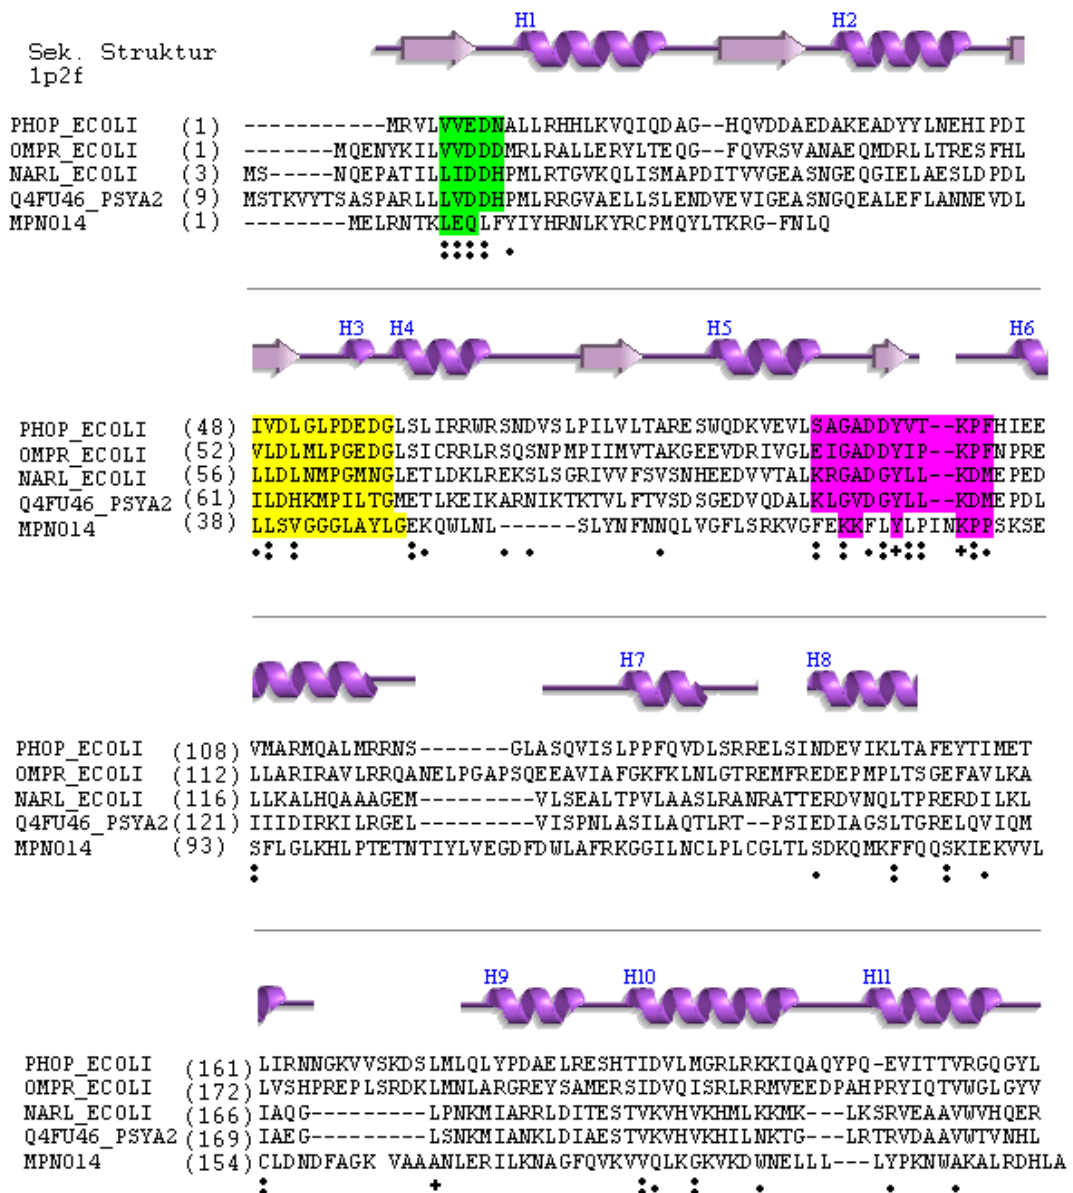 H1 H2
Sek. Struktur
1p2f
PHOP_ECOLI (1) -----------MRVLVVEDNALLRHHLKVQIQDAG--HQVDDAEDAKEADYYLNEHIPDI
OMPR_ECOLI (1) -------MQENYKILVVDDDMRLRALLERYLTEQG--FQVRSVANAEQMDRLLTRESFHL
NARL_ECOLI (3) MS-----NQEPATILLIDDHPMLRTGVKQLISMAPDITVVGEASNGEQGIELAESLDPDL
Q4FU46_PSYA2 (9) MSTKVYTSASPARLLLVDDHPMLRRGVAELLSLENDVEVIGEASNGQEALEFLANNEVDL
MPN014 (1) --------MELRNTKLEQLFYIYHRNLKYRCPMQYLTKRG-FNLQ
H3 H4 H5 H6
PHOP_ECOLI (48) IVDLGLPDEDGLSLIRRWRSNDVSLPILVLTARESWQDKVEVLSAGADDYVT--KPFHIEE
OMPR_ECOLI (52) VLDLMLPGEDGLSICRRLRSQSNPMPIIMVTAKGEEVDRIVGLEIGADDYIP--KPFNPRE
NARL_ECOLI (56) LLDLNMPGMNGLETLDKLREKSLSGRIVVFSVSNHEEDVVTALKRGADGYLL--KDMEPED
Q4FU46_PSYA2 (61) ILDHKMPILTGMETLKEIKARNIKTKTVLFTVSDSGEDVQDALKLGVDGYLL--KDMEPDL
MPN014 (38) LLSVGGGLAYLGEKQWLNL------SLYNFNNQLVGFLSRKVGFEKKFLYLPINKPPSKSE
H7 H8
PHOP_ECOLI (108) VMARMQALMRRNS-------GLASQVISLPPFQVDLSRRELSINDEVIKLTAFEYTIMET
OMPR_ECOLI (112) LLARIRAVLRRQANELPGAPSQEEAVIAFGKFKLNLGTREMFREDEPMPLTSGEFAVLKA
NARL_ECOLI (116) LLKALHQAAAGEM---------VLSEALTPVLAASLRANRATTERDVNQLTPRERDILKL
Q4FU46_PSYA2(121) IIIDIRKILRGEL---------VISPNLASILAQTLRT--PSIEDIAGSLTGRELQVIQM
MPN014 (93) SFLGLKHLPTETNTIYLVEGDFDWLAFRKGGILNCLPLCGLTLSDKQMKFFQQSKIEKVVL
H9 H10 H11
PHOP_ECOLI (161) LIRNNGKVVSKDSLMLQLYPDAELRESHTIDVLMGRLRKKIQAQYPQ-EVITTVRGQGYL
OMPR_ECOLI (172) LVSHPREPLSRDKLMNLARGREYSAMERSIDVQISRLRRMVEEDPAHPRYIQTVWGLGYV
NARL_ECOLI (166) IAQG---------LPNKMIARRLDITESTVKVHVKHMLKKMK---LKSRVEAAVWVHQER
Q4FU46_PSYA2 (169) IAEG---------LSNKMIANKLDIAESTVKVHVKHILNKTG---LRTRVDAAVWTVNHL
MPN014 (154) CLDNDFAGK VAAANLERILKNAGFQVKVVQLKGKVKDWNELLL---LYPKNWAKALRDHLA